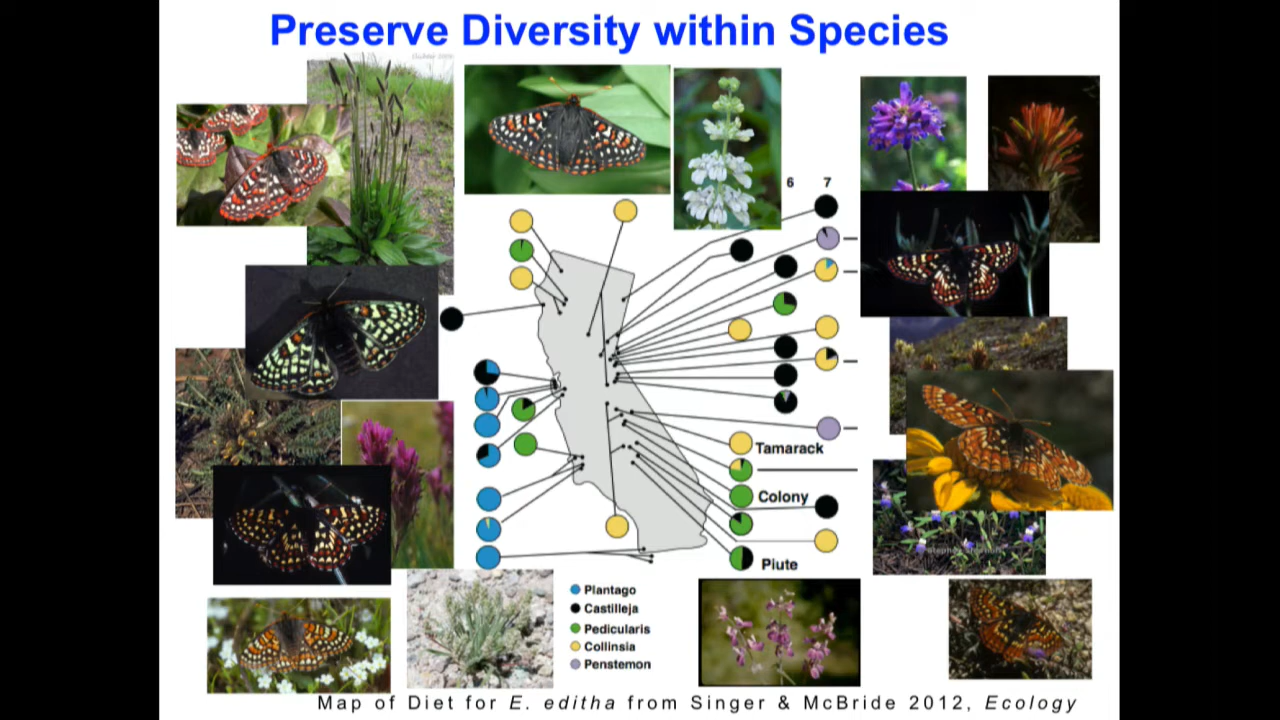 Preserve Diversity within Species
6 7
Tamarack
Colony
Piute
Plantago
Castilleja
Pedicularis
Collinsia
Penstemon
Map of Diet for E. editha from Singer & McBride 2012, Ecology